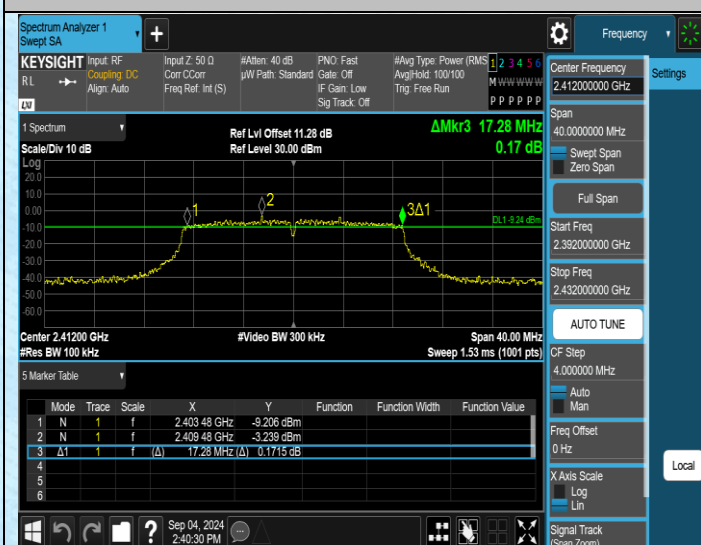 Spectrum Analyzer 1
Swept SA
Frequency
KEYSIGHT
RL
LXI
Input: RF
Coupling: DC
Align: Auto
Input Z: 50 Ω
Corr CCorr
Freq Ref: Int (S)
#Atten: 40 dB
µW Path: Standard
PNO: Fast
Gate: Off
IF Gain: Low
Sig Track: Off
#Avg Type: Power (RMS
Avg|Hold: 100/100
Trig: Free Run
1 2 3 4 5 6
M W W W W W
P P P P P P
1 Spectrum
Scale/Div 10 dB
Ref Lvl Offset 11.28 dB
Ref Level 30.00 dBm
ΔMkr3 17.28 MHz
0.17 dB
Log
20.0
10.0
0.00
-10.0
-20.0
-30.0
-40.0
-50.0
-60.0
1
2
3Δ1
DL1 -9.24 dBm
Center 2.41200 GHz
#Res BW 100 kHz
#Video BW 300 kHz
Span 40.00 MHz
Sweep 1.53 ms (1001 pts)
5 Marker Table
Mode Trace Scale X Y Function Function Width Function Value
1 N 1 f 2.403 48 GHz -9.206 dBm
2 N 1 f 2.409 48 GHz -3.239 dBm
3 Δ1 1 f (Δ) 17.28 MHz (Δ) 0.1715 dB
4
5
6
Sep 04, 2024
2:40:30 PM
Center Frequency
2.412000000 GHz
Span
40.0000000 MHz
Swept Span
Zero Span
Full Span
Start Freq
2.392000000 GHz
Stop Freq
2.432000000 GHz
AUTO TUNE
CF Step
4.000000 MHz
Auto
Man
Freq Offset
0 Hz
X Axis Scale
Log
Lin
Signal Track
(Span Zoom)
Settings
Local